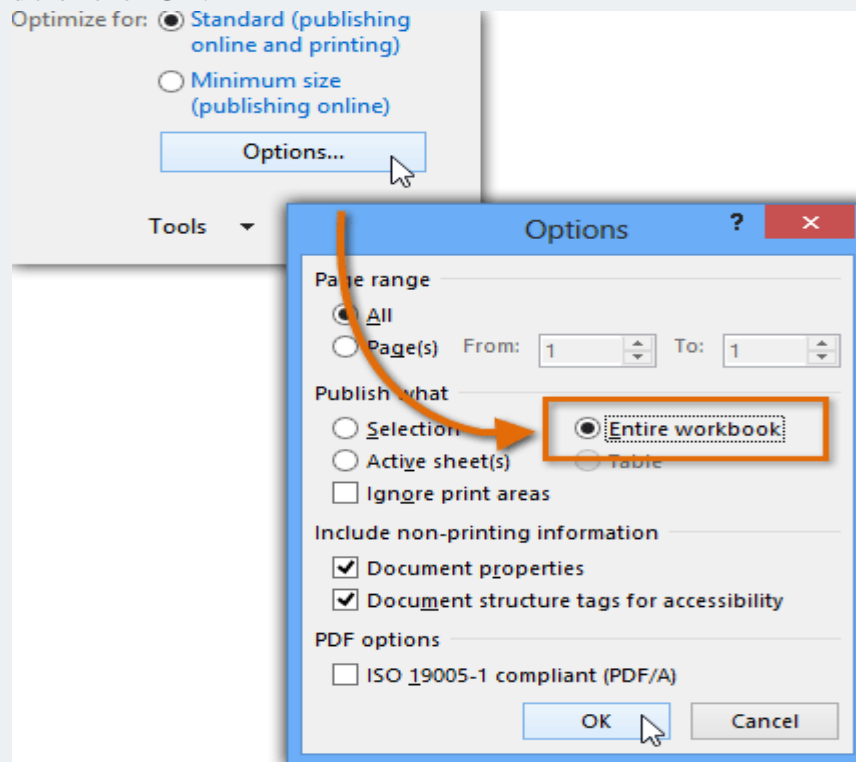 Optimize for: Standard (publishing
online and printing)
Minimum size
(publishing online)
Options...
Tools
Options ?
Page range
All
Page(s) From: 1 To: 1
Publish what
Selection Entire workbook
Active sheet(s) Table
Ignore print areas
Include non-printing information
Document properties
Document structure tags for accessibility
PDF options
ISO 19005-1 compliant (PDF/A)
OK Cancel